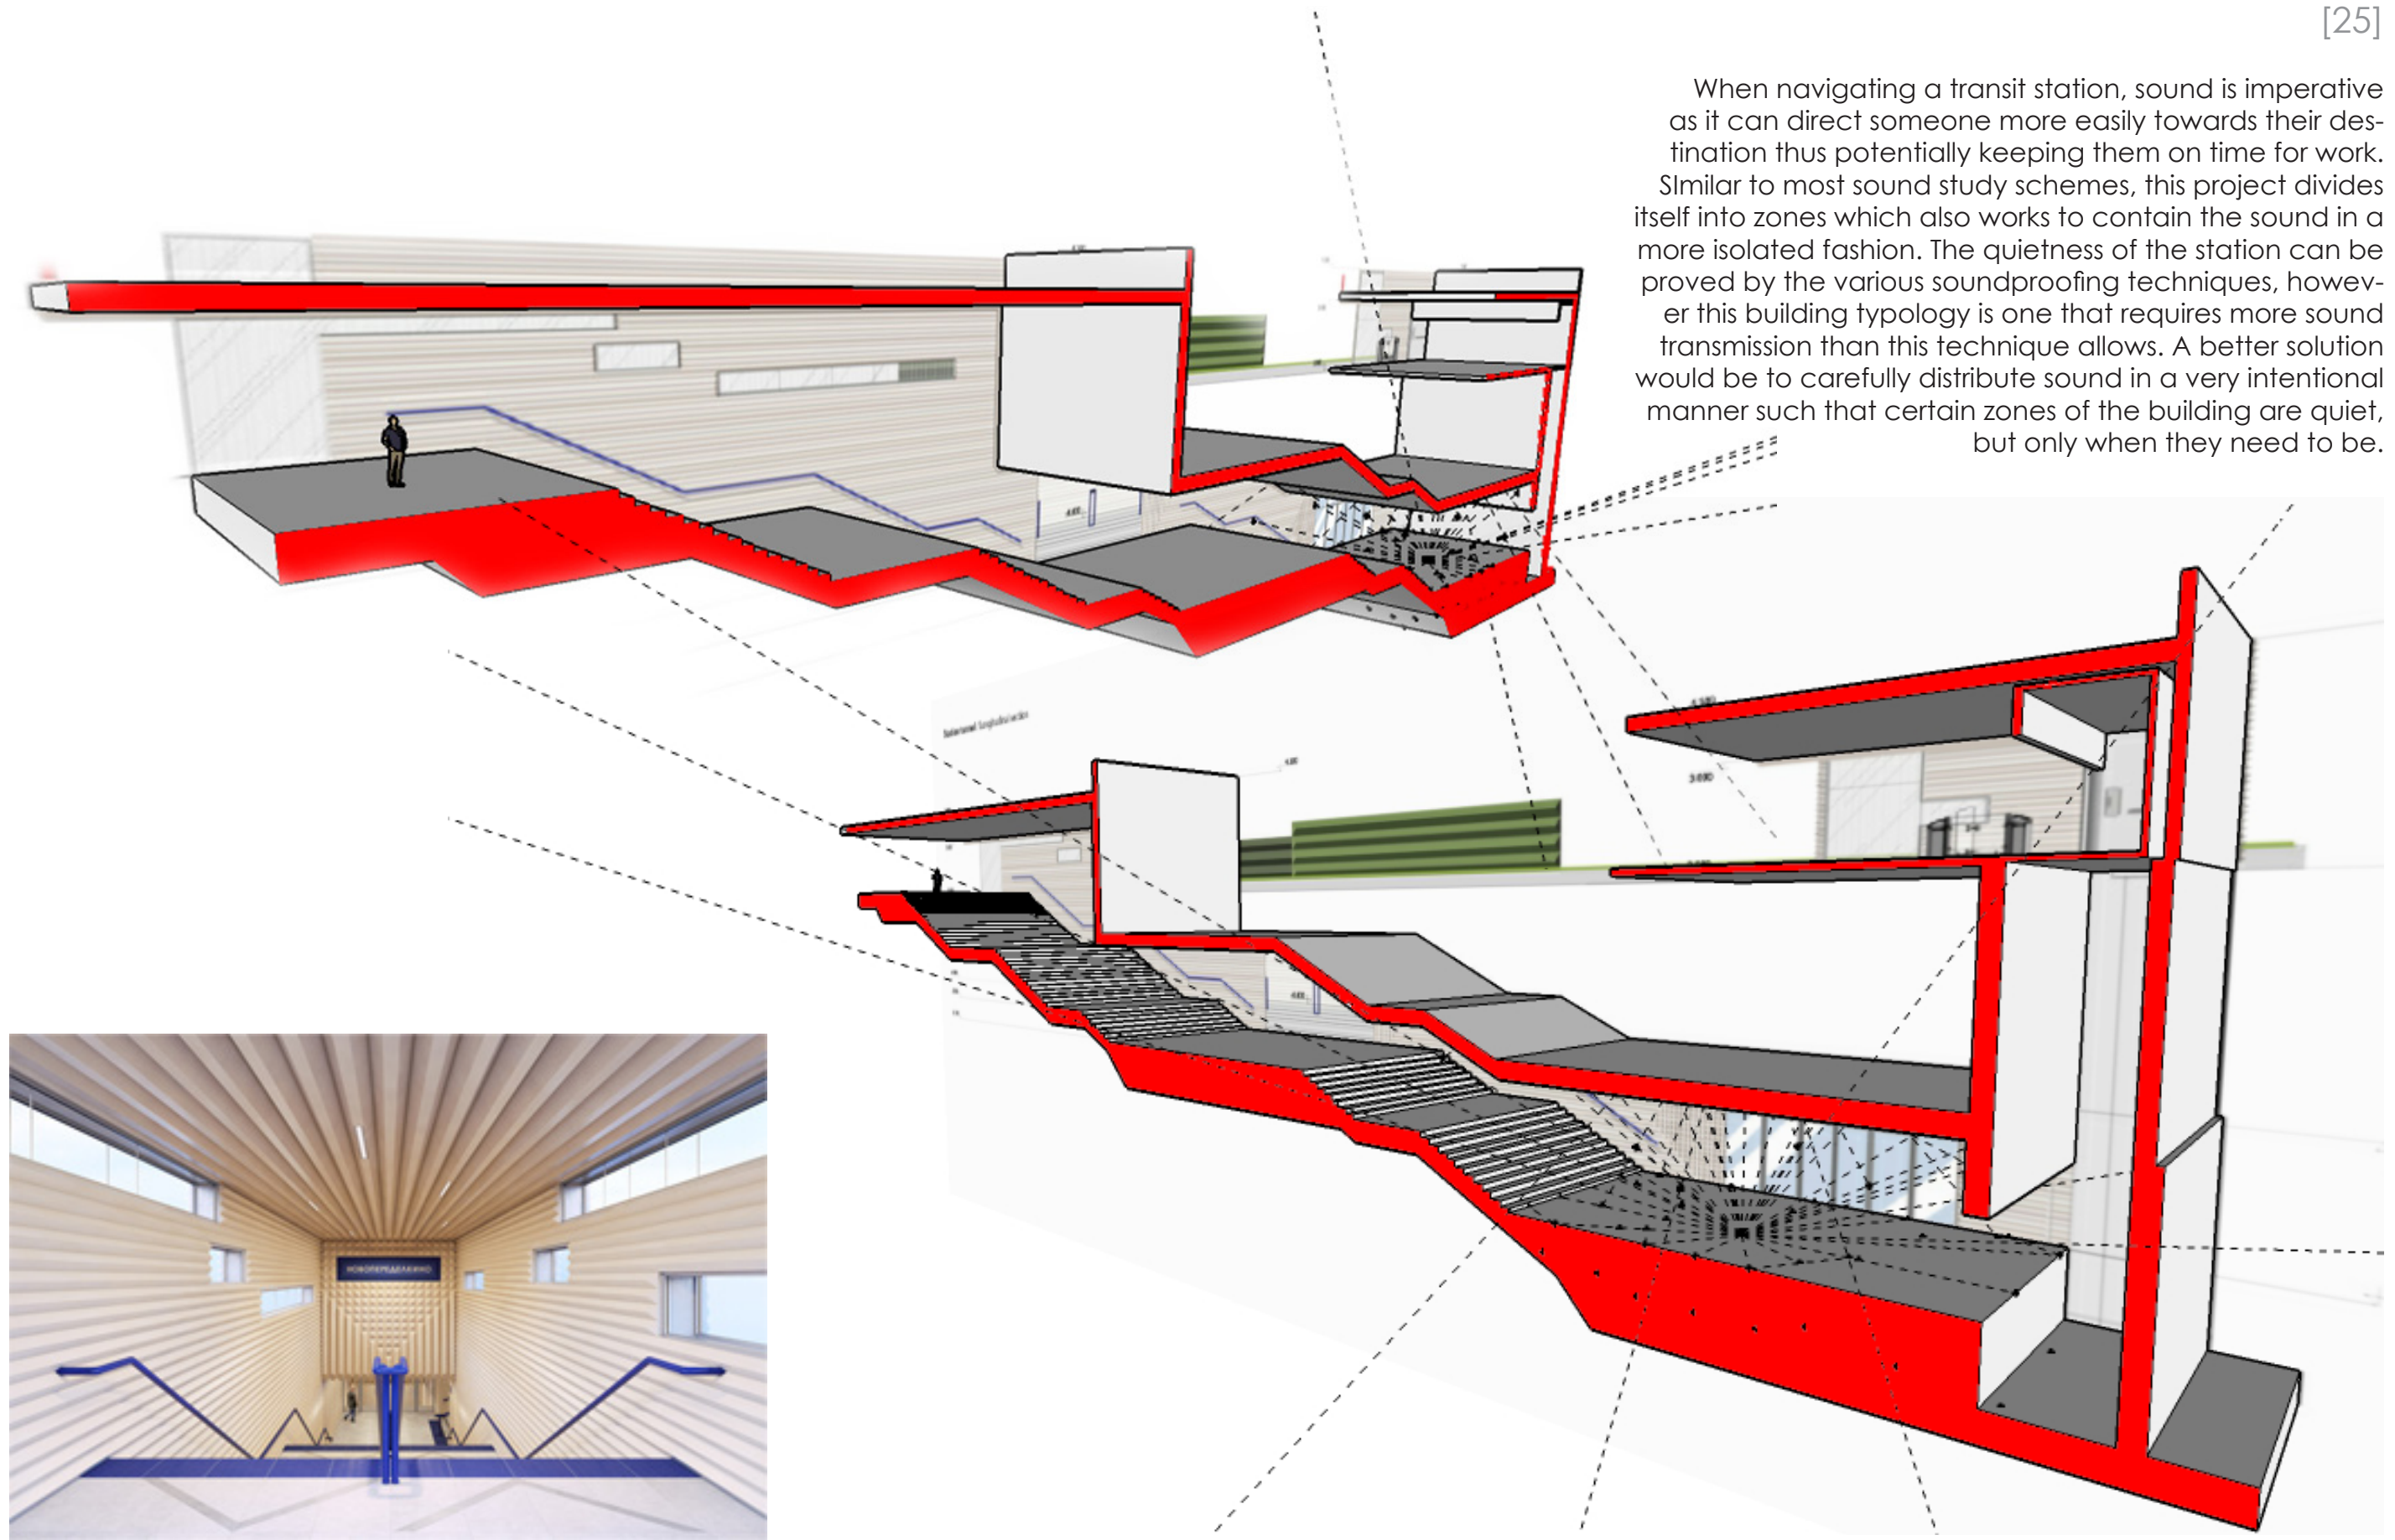 [25]
When navigating a transit station, sound is imperative
as it can direct someone more easily towards their des-
tination thus potentially keeping them on time for work.
SImilar to most sound study schemes, this project divides
itself into zones which also works to contain the sound in a
more isolated fashion. The quietness of the station can be
proved by the various soundproofing techniques, howev-
er this building typology is one that requires more sound
transmission than this technique allows. A better solution
would be to carefully distribute sound in a very intentional
manner such that certain zones of the building are quiet,
but only when they need to be.
НОВОПЕРЕДЕЛКИНО